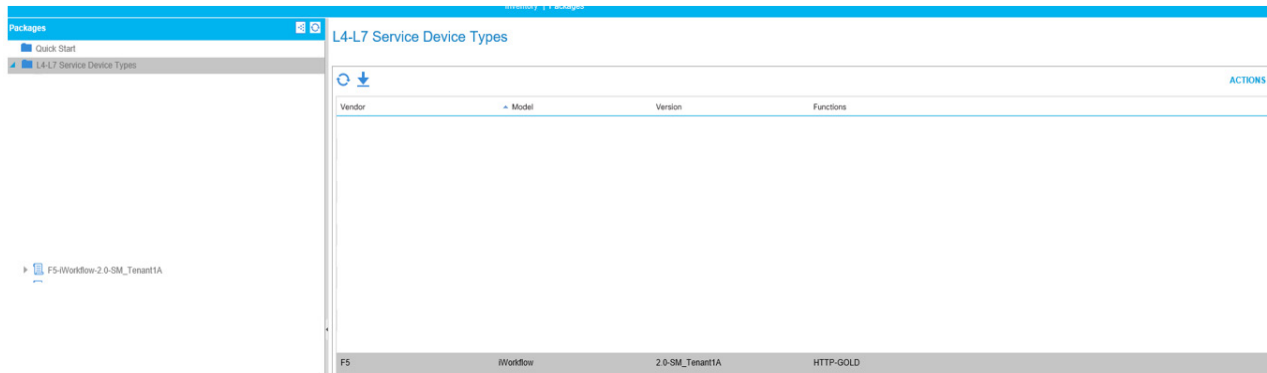 Inventory | Packages
Packages
Quick Start
L4-L7 Service Device Types
F5-iWorkflow-2.0-SM_Tenant1A
L4-L7 Service Device Types
ACTIONS
Vendor Model Version Functions
F5 iWorkflow 2.0-SM_Tenant1A HTTP-GOLD